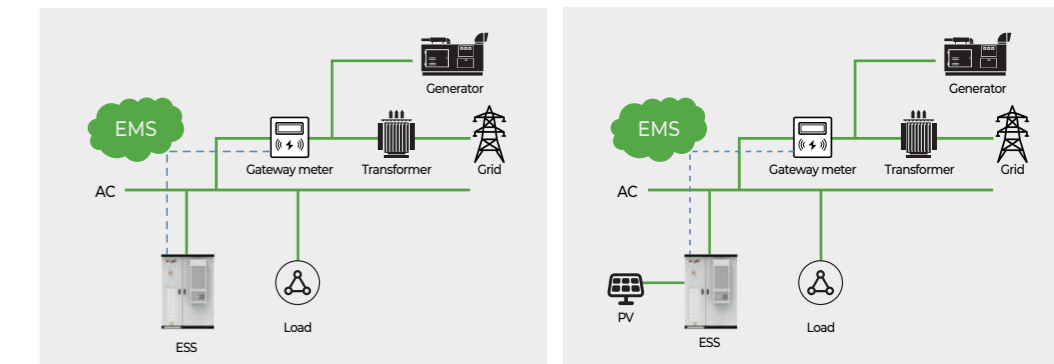 Generator
EMS
Gateway meter
Transformer
Grid
AC
Load
ESS
Generator
EMS
Gateway meter
Transformer
Grid
AC
PV
Load
ESS